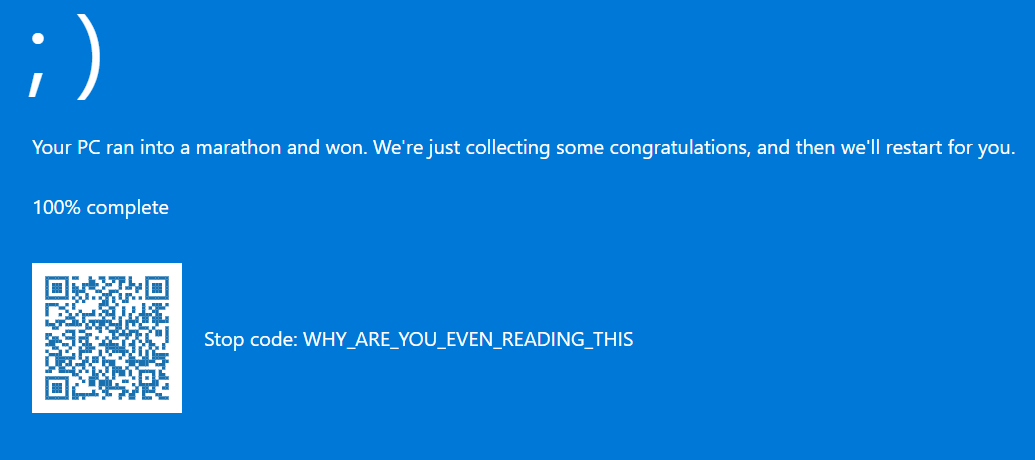 ;)
Your PC ran into a marathon and won. We're just collecting some congratulations, and then we'll restart for you.
100% complete
Stop code: WHY_ARE_YOU_EVEN_READING_THIS